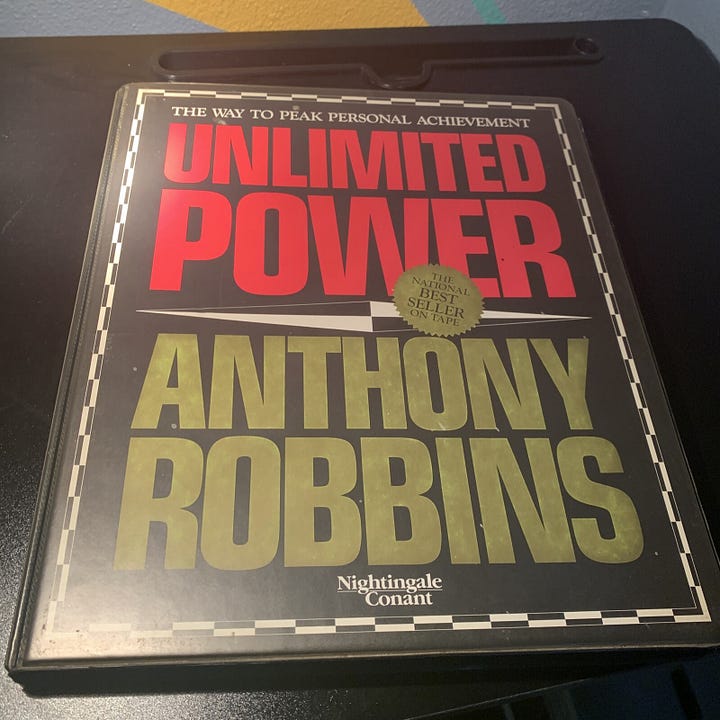 THE WAY TO PEAK PERSONAL ACHIEVEMENT
UNLIMITED
POWER
THE
NATIONAL
BEST
SELLER
ON TAPE
ANTHONY
ROBBINS
Nightingale
Conant